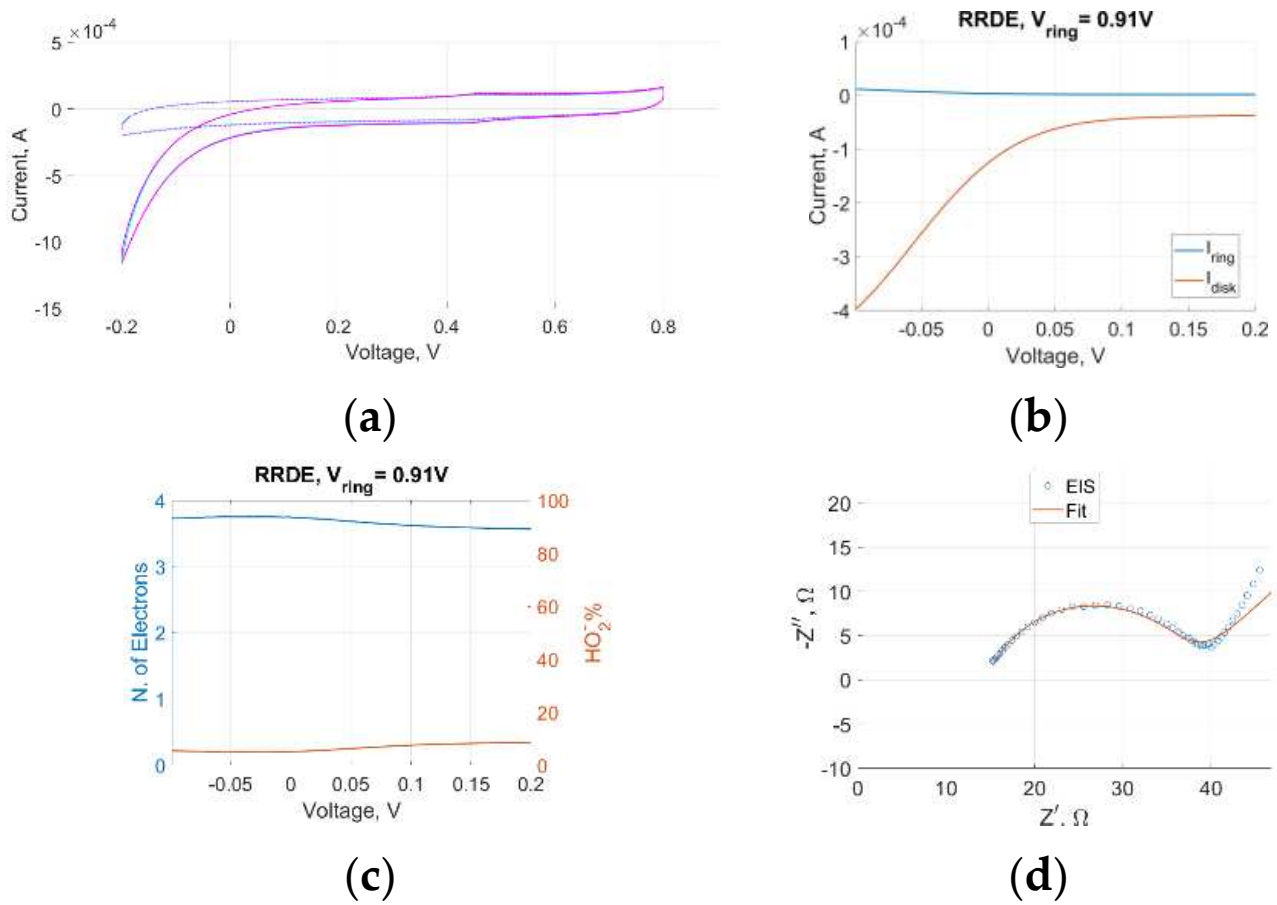 ×10⁻⁴
5
0
-5
-10
-15
-0.2 0 0.2 0.4 0.6 0.8
Current, A
Voltage, V
(a)
RRDE, Vring = 0.91V
×10⁻⁴
1
0
-1
-2
-3
-4
-0.05 0 0.05 0.1 0.15 0.2
Current, A
Voltage, V
Iring
Idisk
(b)
RRDE, Vring = 0.91V
4
3
2
1
0
100
80
60
40
20
0
-0.05 0 0.05 0.1 0.15 0.2
N. of Electrons
HO₂⁻%
Voltage, V
(c)
EIS
Fit
20
15
10
5
0
-5
-10
0 10 20 30 40
-Z'', Ω
Z', Ω
(d)